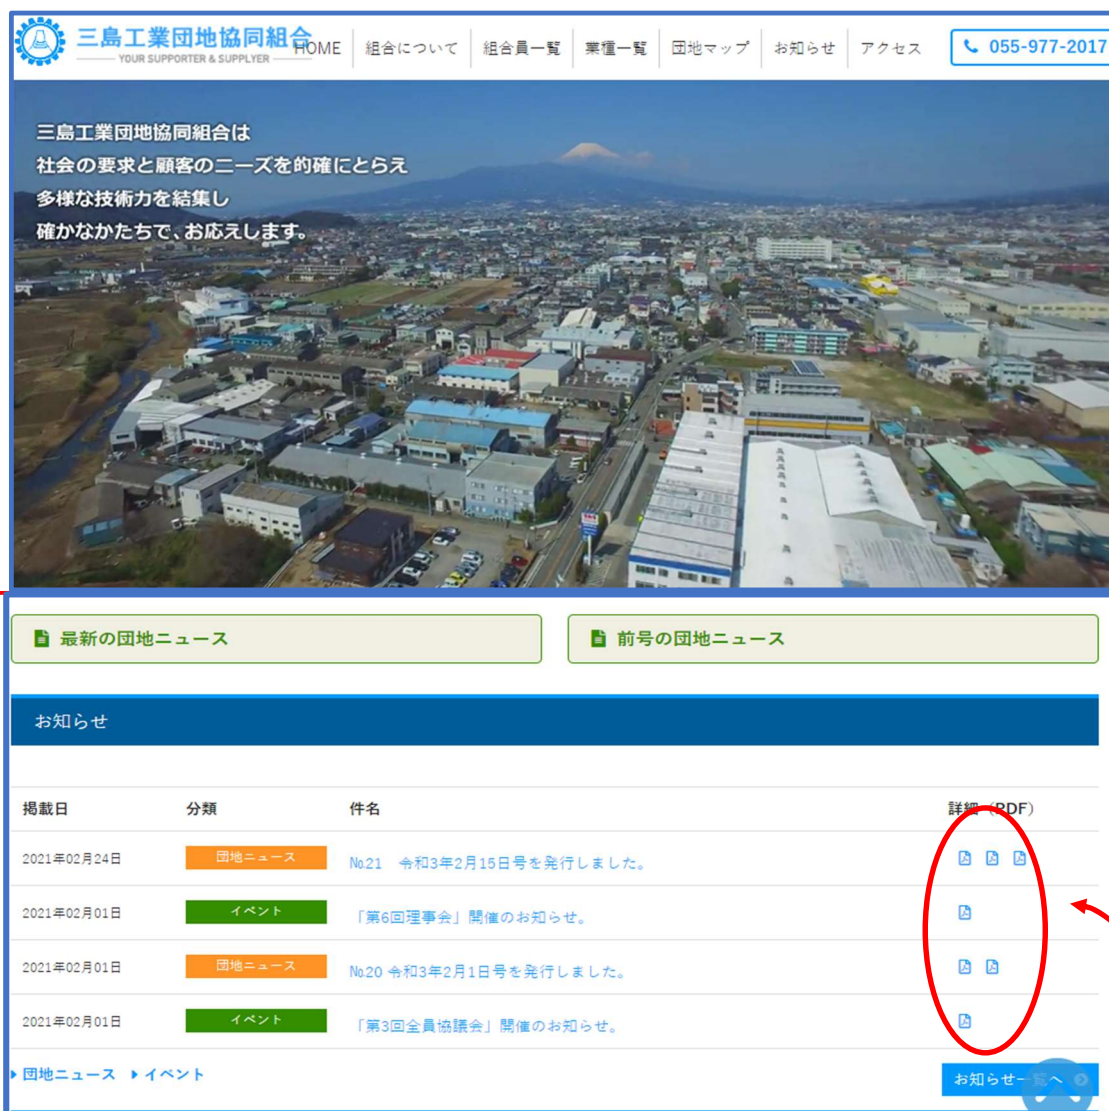 三島工業団地協同組合
YOUR SUPPORTER & SUPPLYER
HOME 組合について 組合員一覧 業種一覧 団地マップ お知らせ アクセス 055-977-2017
三島工業団地協同組合は
社会の要求と顧客のニーズを的確にとらえ
多様な技術力を結集し
確かなかたちで、お応えします。
最新の団地ニュース 前号の団地ニュース
お知らせ
掲載日 分類 件名 詳細（PDF）
2021年02月24日 団地ニュース №21 令和3年2月15日号を発行しました。
2021年02月01日 イベント 「第6回理事会」開催のお知らせ。
2021年02月01日 団地ニュース №20 令和3年2月1日号を発行しました。
2021年02月01日 イベント 「第3回全員協議会」開催のお知らせ。
団地ニュース イベント お知らせ一覧へ